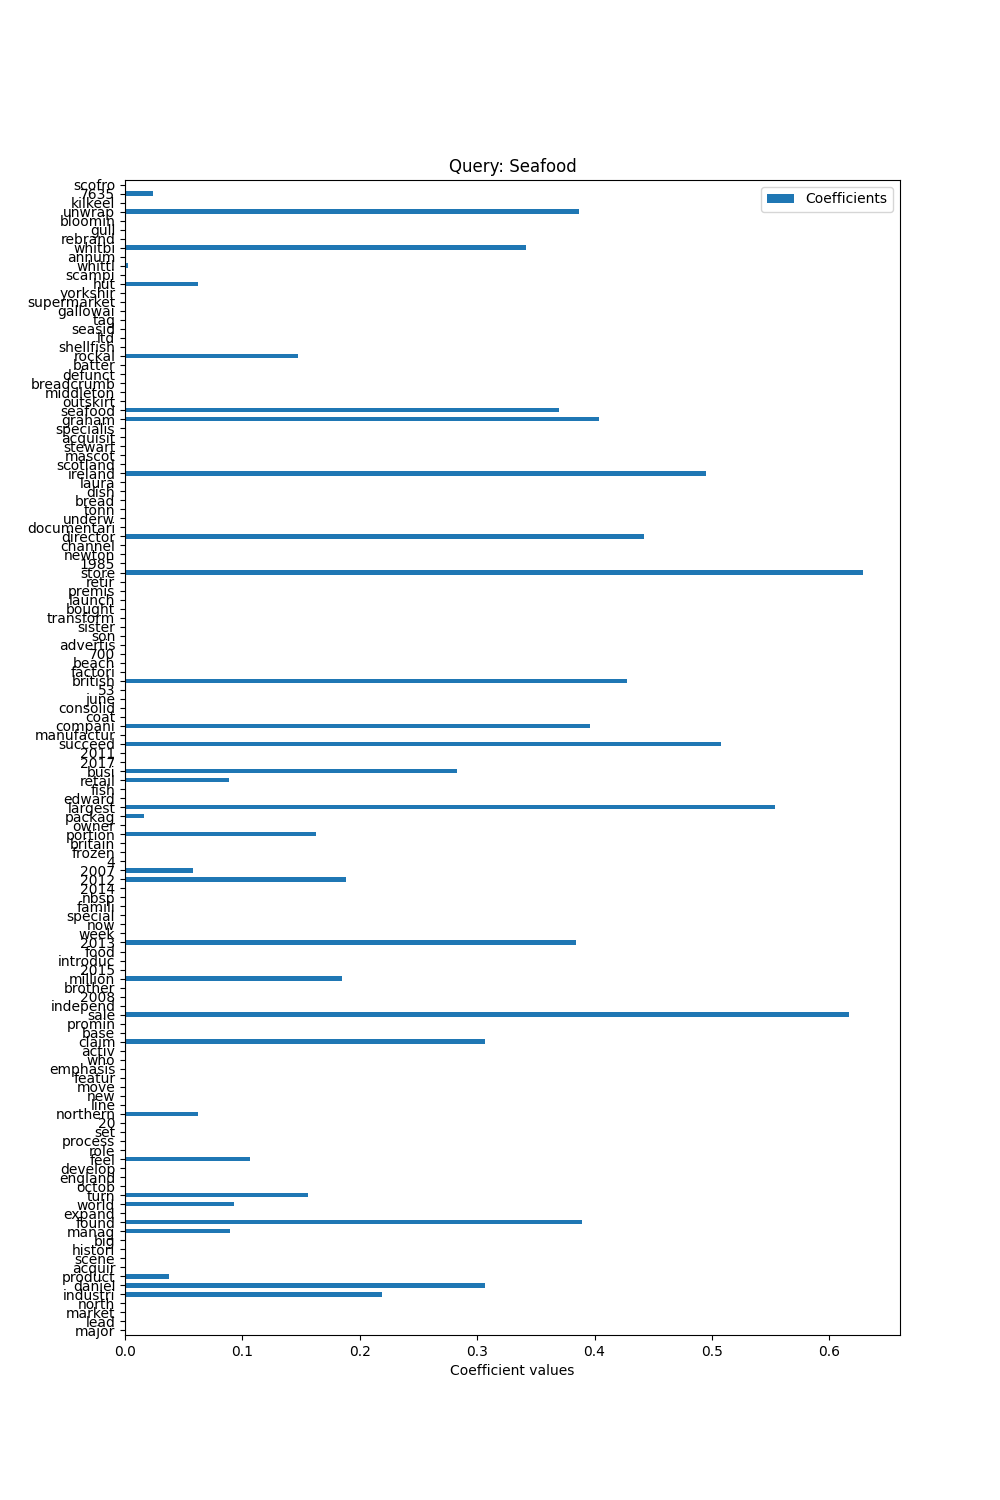 Query: Seafood
Coefficients
scofro
7635
kilkeel
unwrap
bloomin
gull
rebrand
whitbi
annum
whittl
scampi
hut
yorkshir
supermarket
gallowai
tag
seasid
ltd
shellfish
rockal
batter
defunct
breadcrumb
middleton
outskirt
seafood
graham
specialis
acquisit
stewart
mascot
scotland
ireland
laura
dish
bread
tonn
underw
documentari
director
channel
newton
1985
store
retir
premis
launch
bought
transform
sister
son
advertis
700
beach
factori
british
53
june
consolid
coat
compani
manufactur
succeed
2011
2017
busi
retail
fish
edward
largest
packag
owner
portion
britain
frozen
4
2007
2012
2014
nbsp
famili
special
now
week
2013
food
introduc
2015
million
brother
2008
independ
sale
promin
base
claim
activ
who
emphasis
featur
move
new
line
northern
20
set
process
role
feel
develop
england
octob
turn
world
expand
found
manag
big
histori
scene
acquir
product
daniel
industri
north
market
lead
major
0.0 0.1 0.2 0.3 0.4 0.5 0.6
Coefficient values